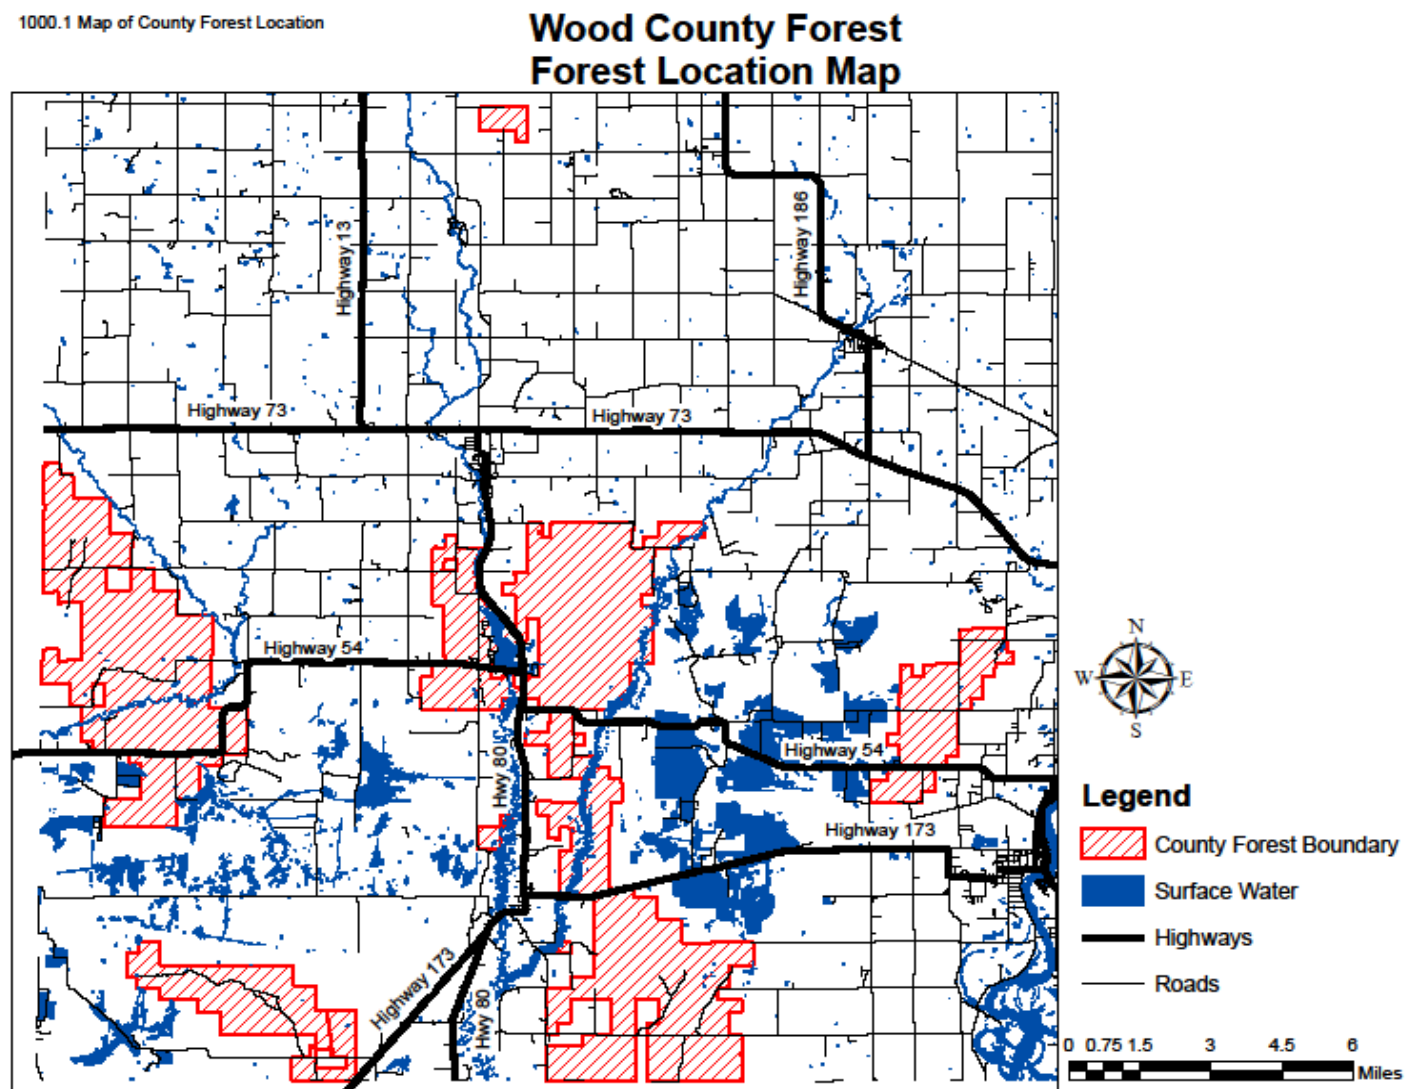 1000.1 Map of County Forest Location
Wood County Forest
Forest Location Map
Highway 13
Highway 186
Highway 73
Highway 73
Highway 54
Hwy 80
Highway 54
Highway 173
Highway 173
Hwy 80
N
W
E
S
Legend
County Forest Boundary
Surface Water
Highways
Roads
0 0.75 1.5 3 4.5 6
Miles